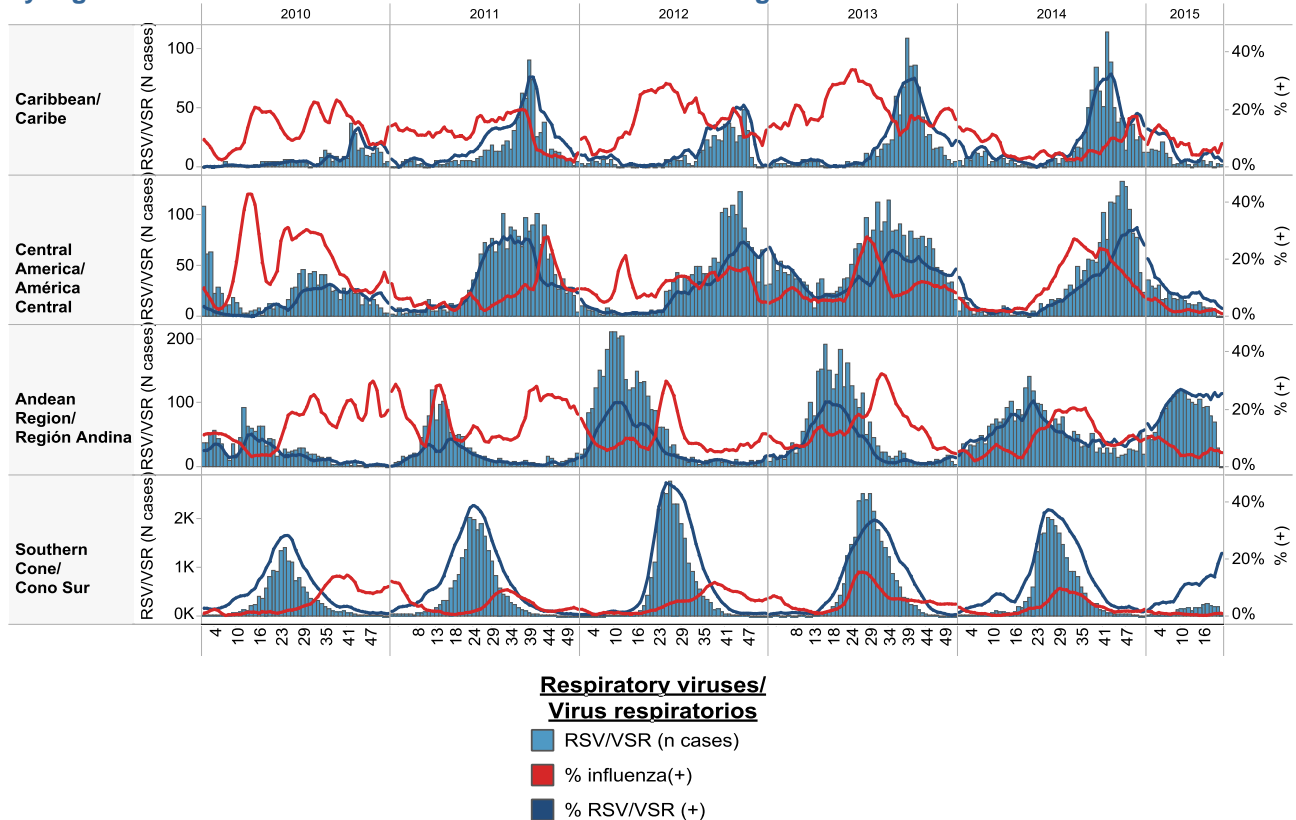 2010 2011 2012 2013 2014 2015
Caribbean/
Caribe
RSV/VSR (N cases)
100
50
0
40%
20%
0%
% (+)
Central
America/
América
Central
RSV/VSR (N cases)
100
50
0
40%
20%
0%
% (+)
Andean
Region/
Región Andina
RSV/VSR (N cases)
200
100
0
40%
20%
0%
% (+)
Southern
Cone/
Cono Sur
RSV/VSR (N cases)
2K
1K
0K
40%
20%
0%
% (+)
4 10 16 23 29 35 41 47 8 13 18 24 29 34 39 44 49 4 10 16 23 29 35 41 47 8 13 18 24 29 34 39 44 49 4 10 16 23 29 35 41 47 4 10 16
Respiratory viruses/
Virus respiratorios
RSV/VSR (n cases)
% influenza(+)
% RSV/VSR (+)